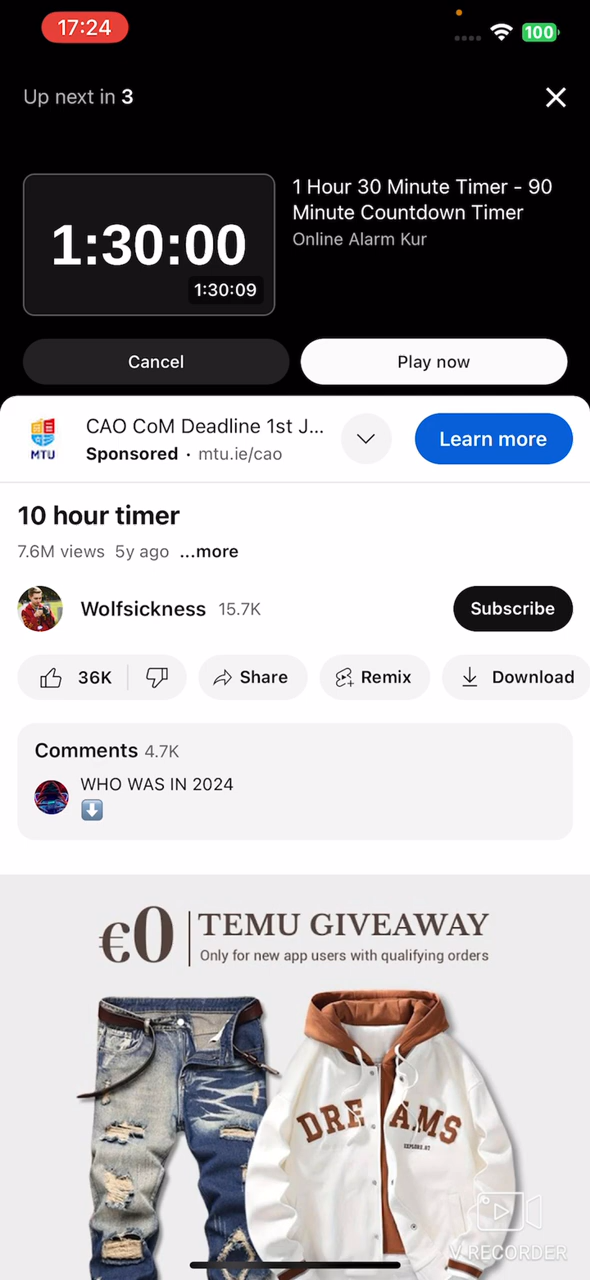 17:24
100
Up next in 3
1:30:00
1:30:09
1 Hour 30 Minute Timer - 90
Minute Countdown Timer
Online Alarm Kur
Cancel
Play now
MTU
CAO CoM Deadline 1st J...
Sponsored · mtu.ie/cao
Learn more
10 hour timer
7.6M views 5y ago ...more
Wolfsickness 15.7K
Subscribe
36K
Share
Remix
Download
Comments 4.7K
WHO WAS IN 2024
€0
TEMU GIVEAWAY
Only for new app users with qualifying orders
DREAMS
V RECORDER